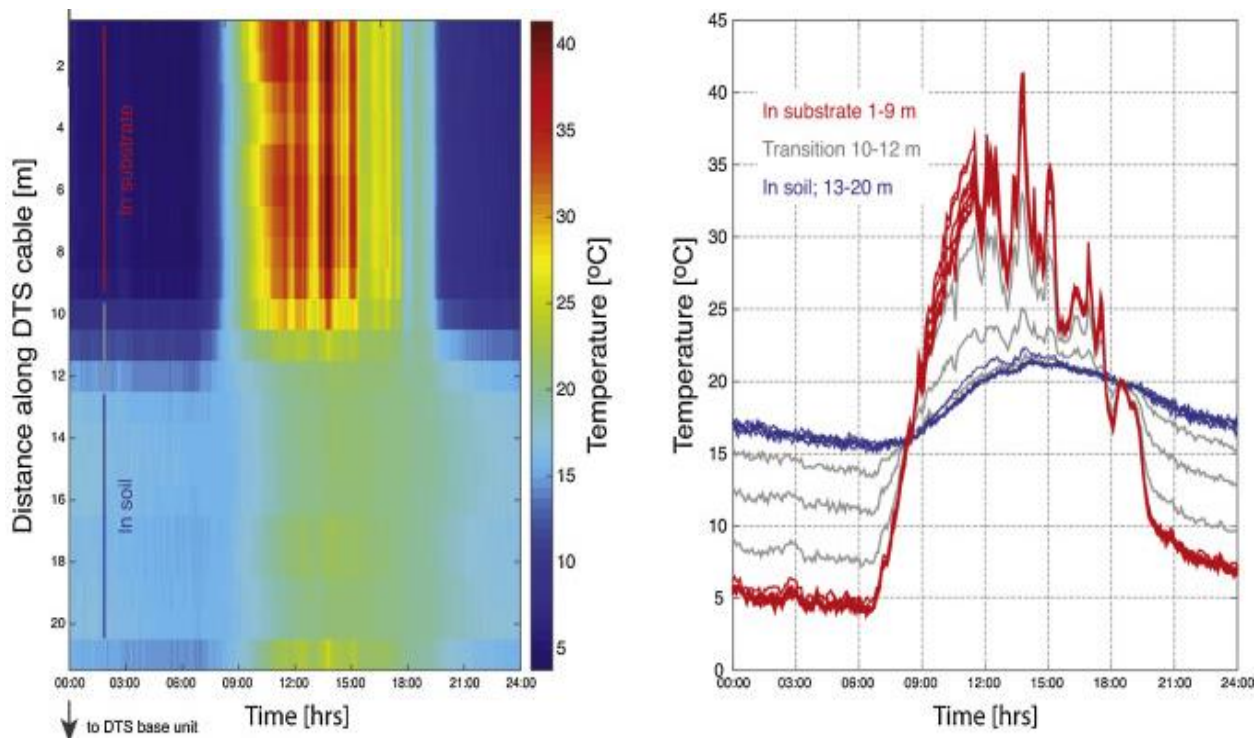 Distance along DTS cable [m]
2
4
6
8
10
12
14
16
18
20
In substrate
In soil
00:00 03:00 06:00 09:00 12:00 15:00 18:00 21:00 24:00
Time [hrs]
to DTS base unit
40
35
30
25
20
15
10
5
Temperature [ºC]
45
40
35
30
25
20
15
10
5
0
Temperature [ºC]
In substrate 1-9 m
Transition 10-12 m
In soil; 13-20 m
00:00 03:00 06:00 09:00 12:00 15:00 18:00 21:00 24:00
Time [hrs]